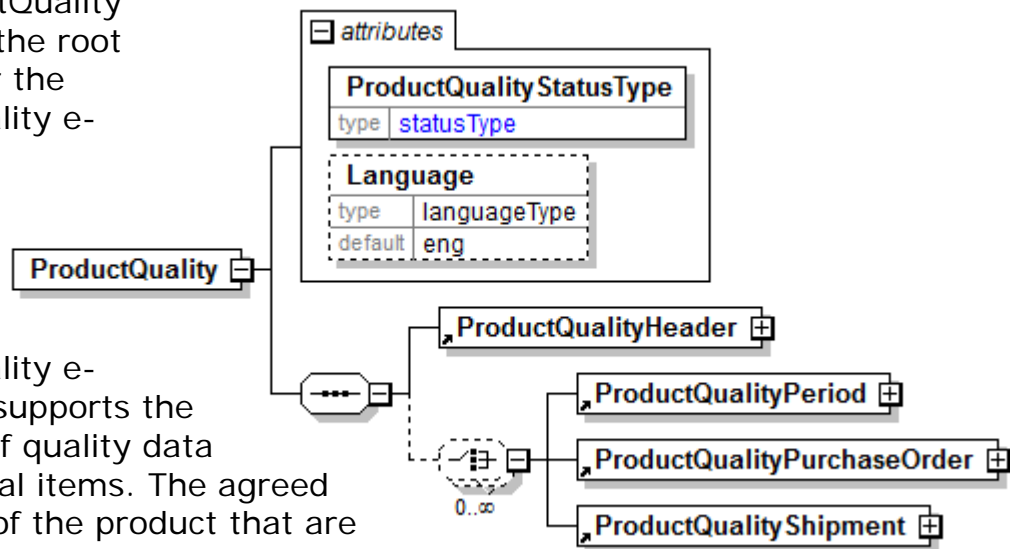 tQuality
the root
the
lity e-
attributes
ProductQualityStatusType
type statusType
Language
type languageType
default eng
ProductQuality
ProductQualityHeader
lity e-
supports the
f quality data
al items. The agreed
of the product that are
ProductQualityPeriod
ProductQualityPurchaseOrder
0..∞
ProductQualityShipment